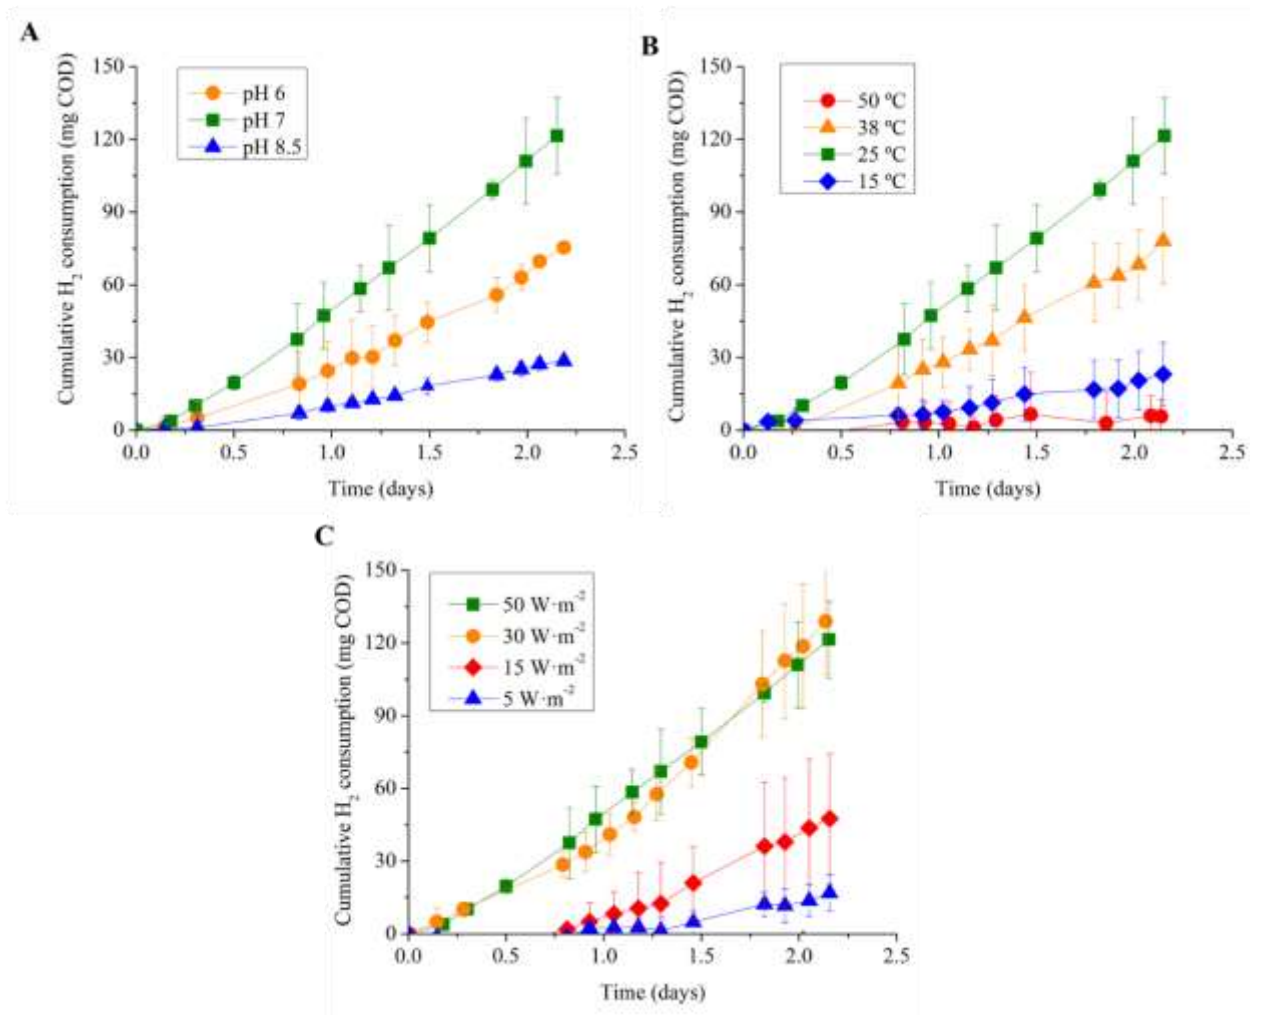 A
Cumulative H2 consumption (mg COD)
150
120
90
60
30
0
pH 6
pH 7
pH 8.5
0.0 0.5 1.0 1.5 2.0 2.5
Time (days)
B
Cumulative H2 consumption (mg COD)
150
120
90
60
30
0
50 ºC
38 ºC
25 ºC
15 ºC
0.0 0.5 1.0 1.5 2.0 2.5
Time (days)
C
Cumulative H2 consumption (mg COD)
150
120
90
60
30
0
50 W·m-2
30 W·m-2
15 W·m-2
5 W·m-2
0.0 0.5 1.0 1.5 2.0 2.5
Time (days)